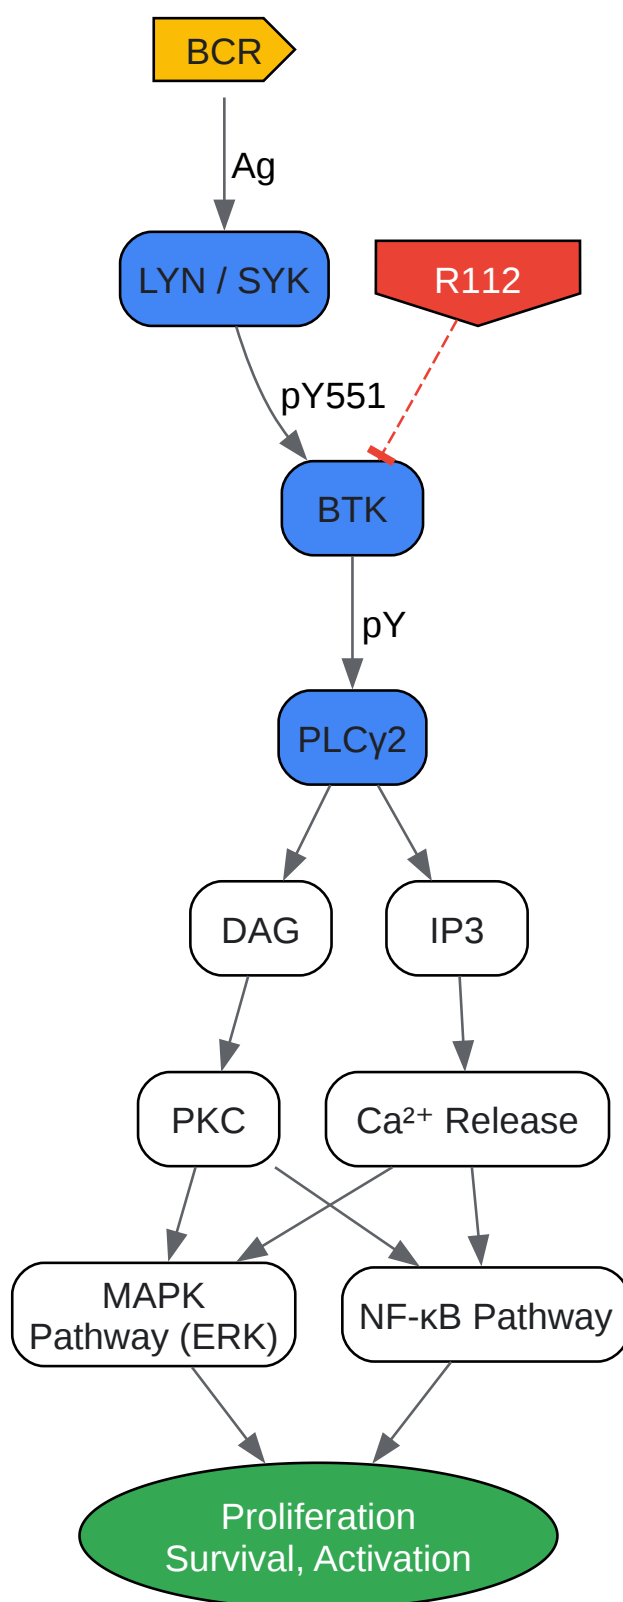 BCR
Ag
LYN / SYK
R112
pY551
BTK
pY
PLCγ2
DAG
IP3
PKC
Ca²⁺ Release
MAPK
Pathway (ERK)
NF-κB Pathway
Proliferation
Survival, Activation